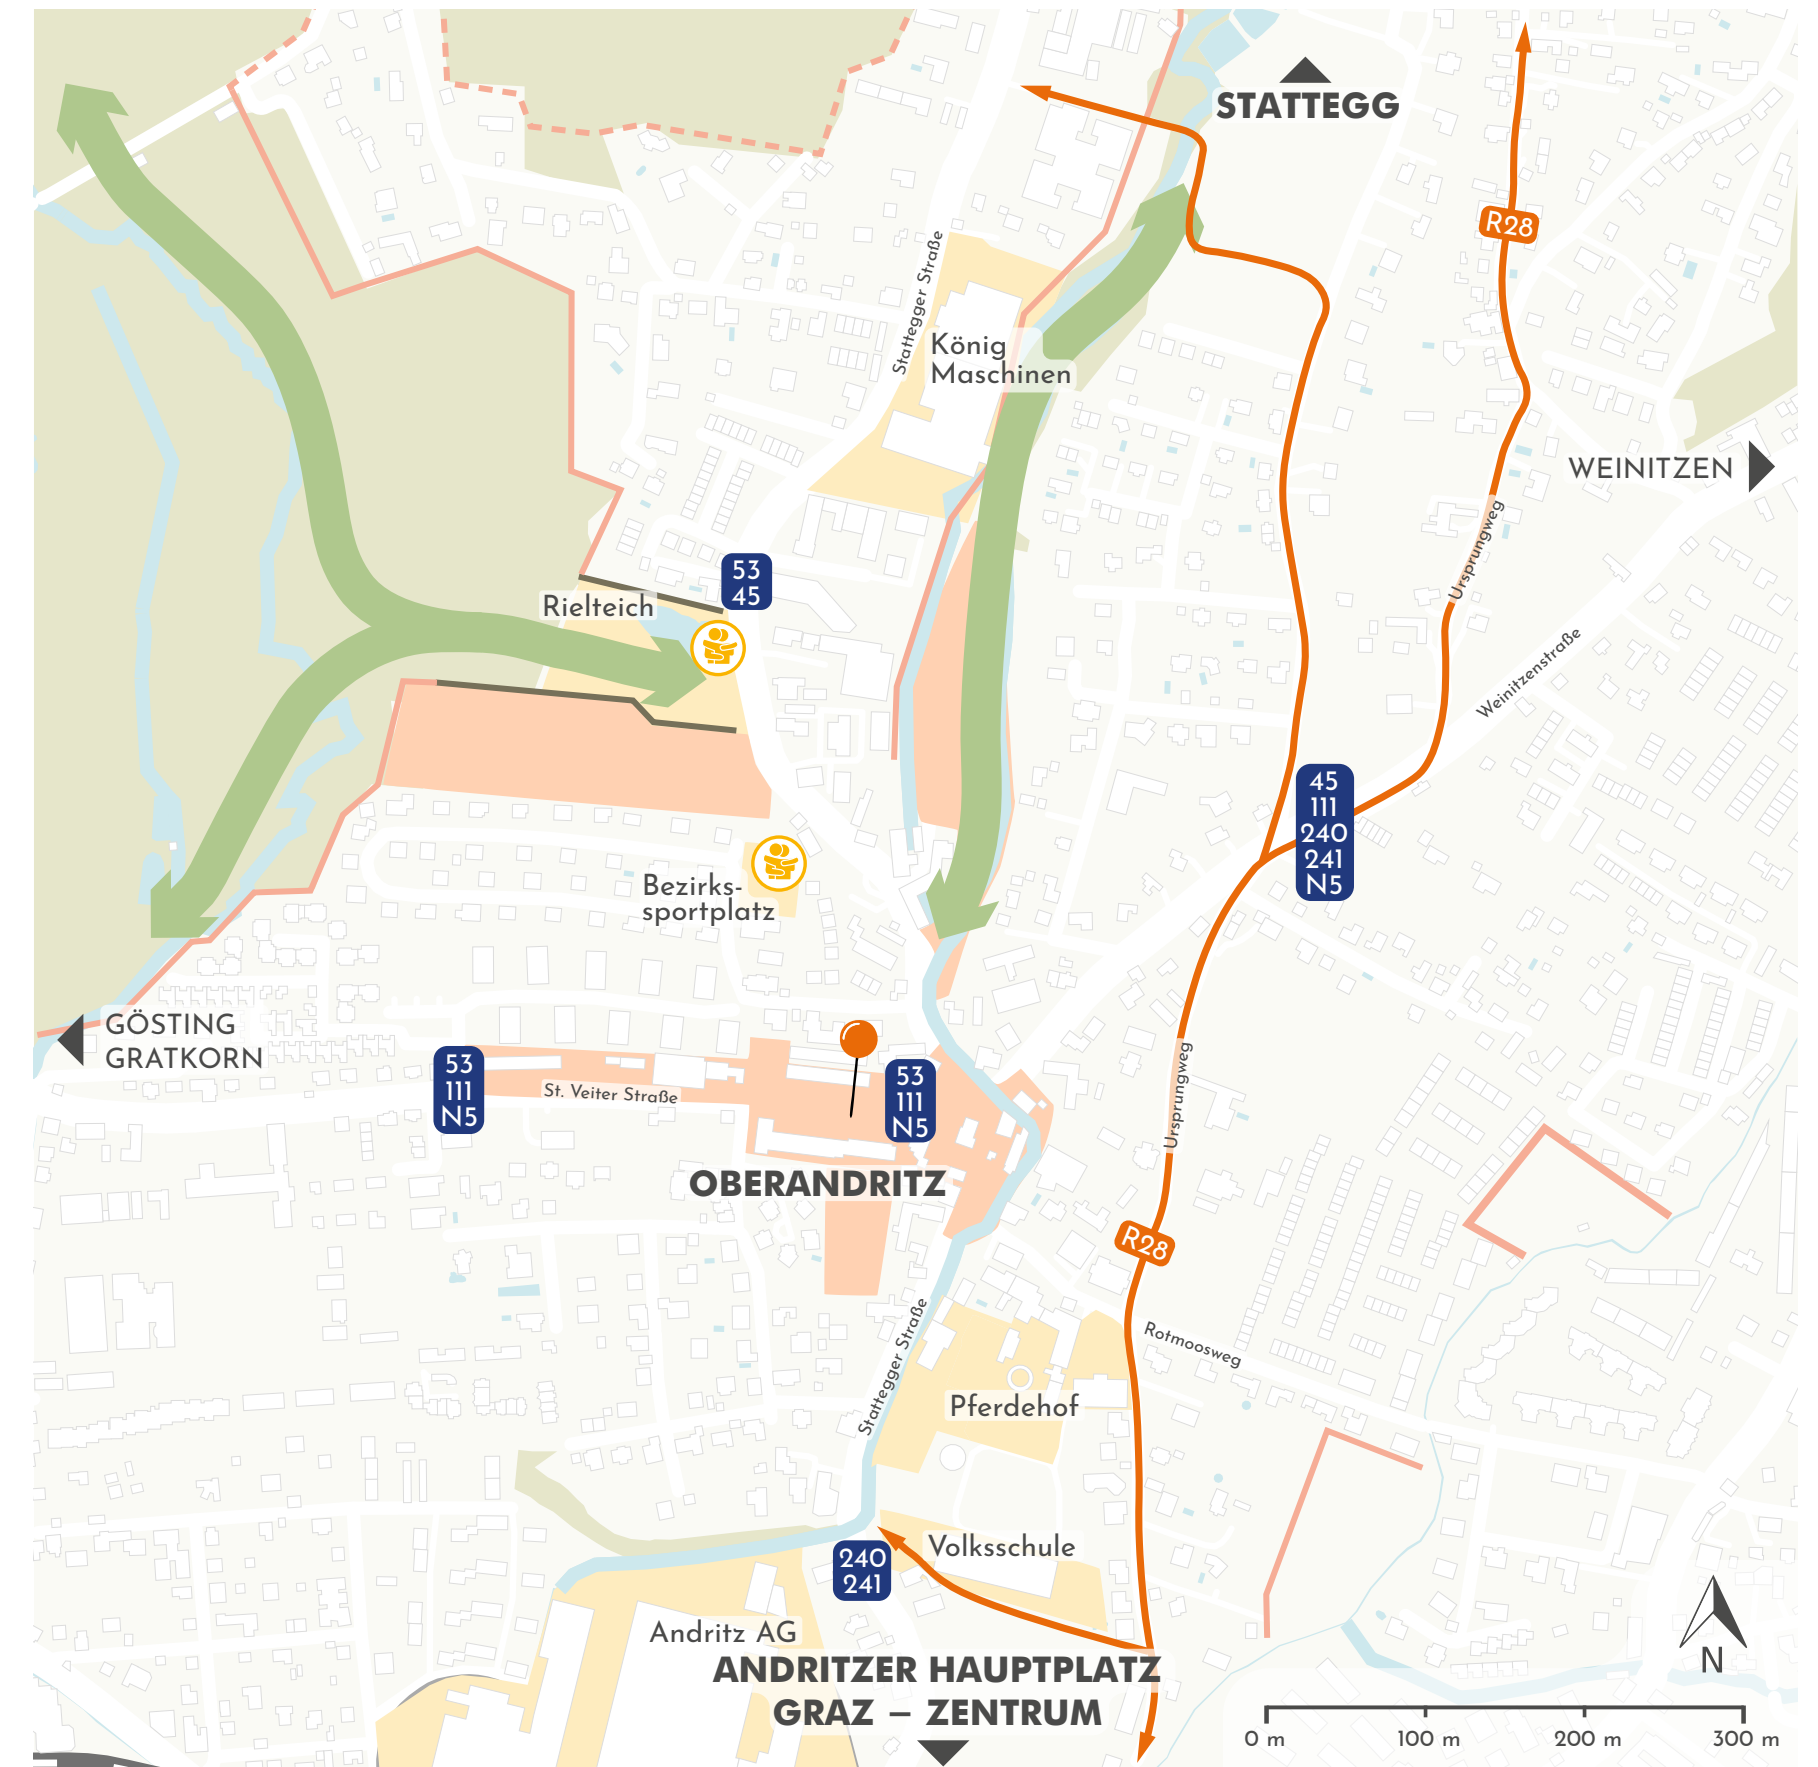 STATTEGG
R28
Stattegger Straße
König
Maschinen
WEINITZEN
Ursprungweg
53
45
Rielteich
Weinitzenstraße
45
111
240
241
N5
Bezirks-
sportplatz
GÖSTING
GRATKORN
53
111
N5
St. Veiter Straße
53
111
N5
Ursprungweg
OBERANDRITZ
R28
Stattegger Straße
Rotmoosweg
Pferdehof
Volksschule
240
241
Andritz AG
ANDRITZER HAUPTPLATZ
GRAZ – ZENTRUM
N
0 m 100 m 200 m 300 m